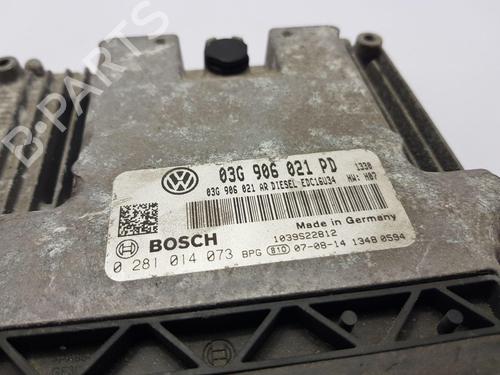 B-PARTS
03G 906 021 PD 1330
03G 906 021 AR DIESEL EDC16U34 HW: H07
Made in Germany
1039S22812
BOSCH
0 281 014 073 BPG 810 07-08-14 1348 0594